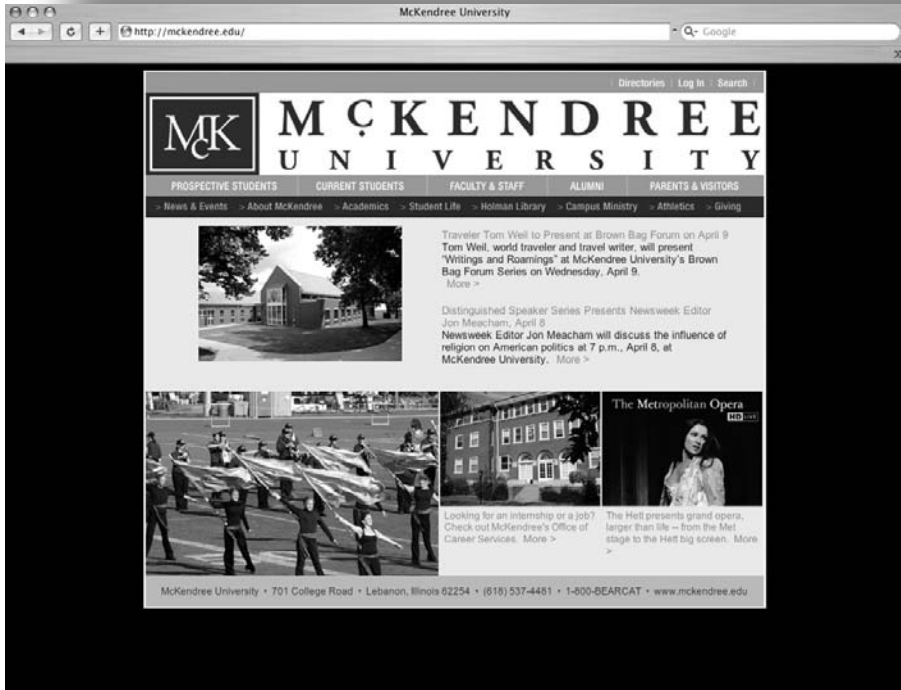 McKendree University
http://mckendree.edu/
Google
Directories | Log In | Search
McK
McKENDREE
UNIVERSITY
PROSPECTIVE STUDENTS
CURRENT STUDENTS
FACULTY & STAFF
ALUMNI
PARENTS & VISITORS
> News & Events > About McKendree > Academics > Student Life > Holman Library > Campus Ministry > Athletics > Giving
Traveler Tom Weil to Present at Brown Bag Forum on April 9
Tom Weil, world traveler and travel writer, will present
"Writings and Roamings" at McKendree University's Brown
Bag Forum Series on Wednesday, April 9.
More >
Distinguished Speaker Series Presents Newsweek Editor
Jon Meacham, April 8
Newsweek Editor Jon Meacham will discuss the influence of
religion on American politics at 7 p.m., April 8, at
McKendree University. More >
The Metropolitan Opera
HD LIVE
Looking for an internship or a job?
Check out McKendree's Office of
Career Services. More >
The Hett presents grand opera,
larger than life -- from the Met
stage to the Hett big screen. More
>
McKendree University • 701 College Road • Lebanon, Illinois 62254 • (618) 537-4481 • 1-800-BEARCAT • www.mckendree.edu